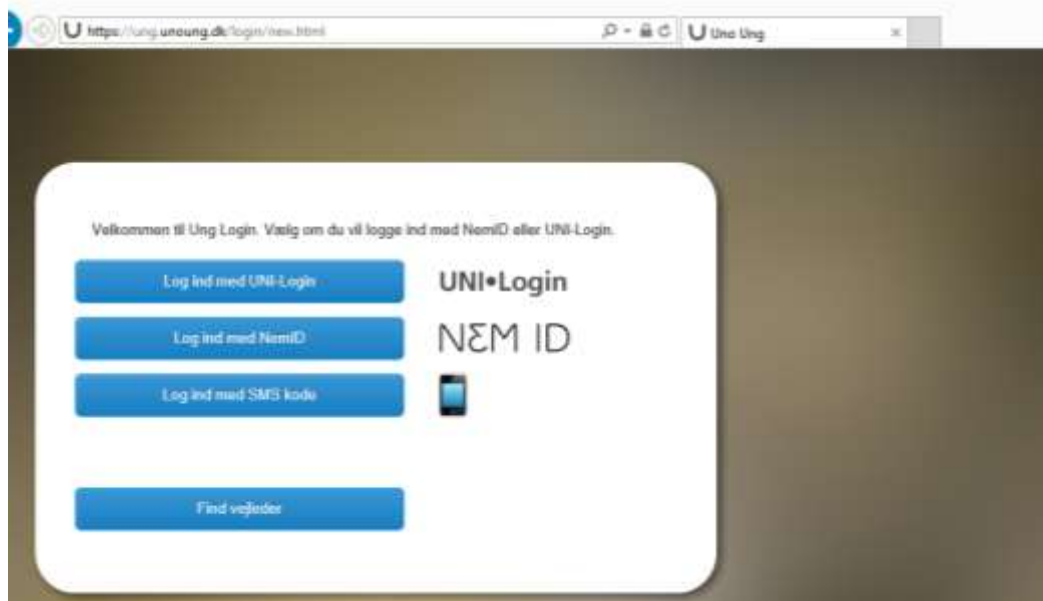 https://ung.unoung.dk/login/new.html
Uno Ung
Velkommen til Ung Login. Vælg om du vil logge ind med NemID eller UNI-Login.
Log ind med UNI-Login UNI•Login
Log ind med NemID NEM ID
Log ind med SMS kode
Find vejleder